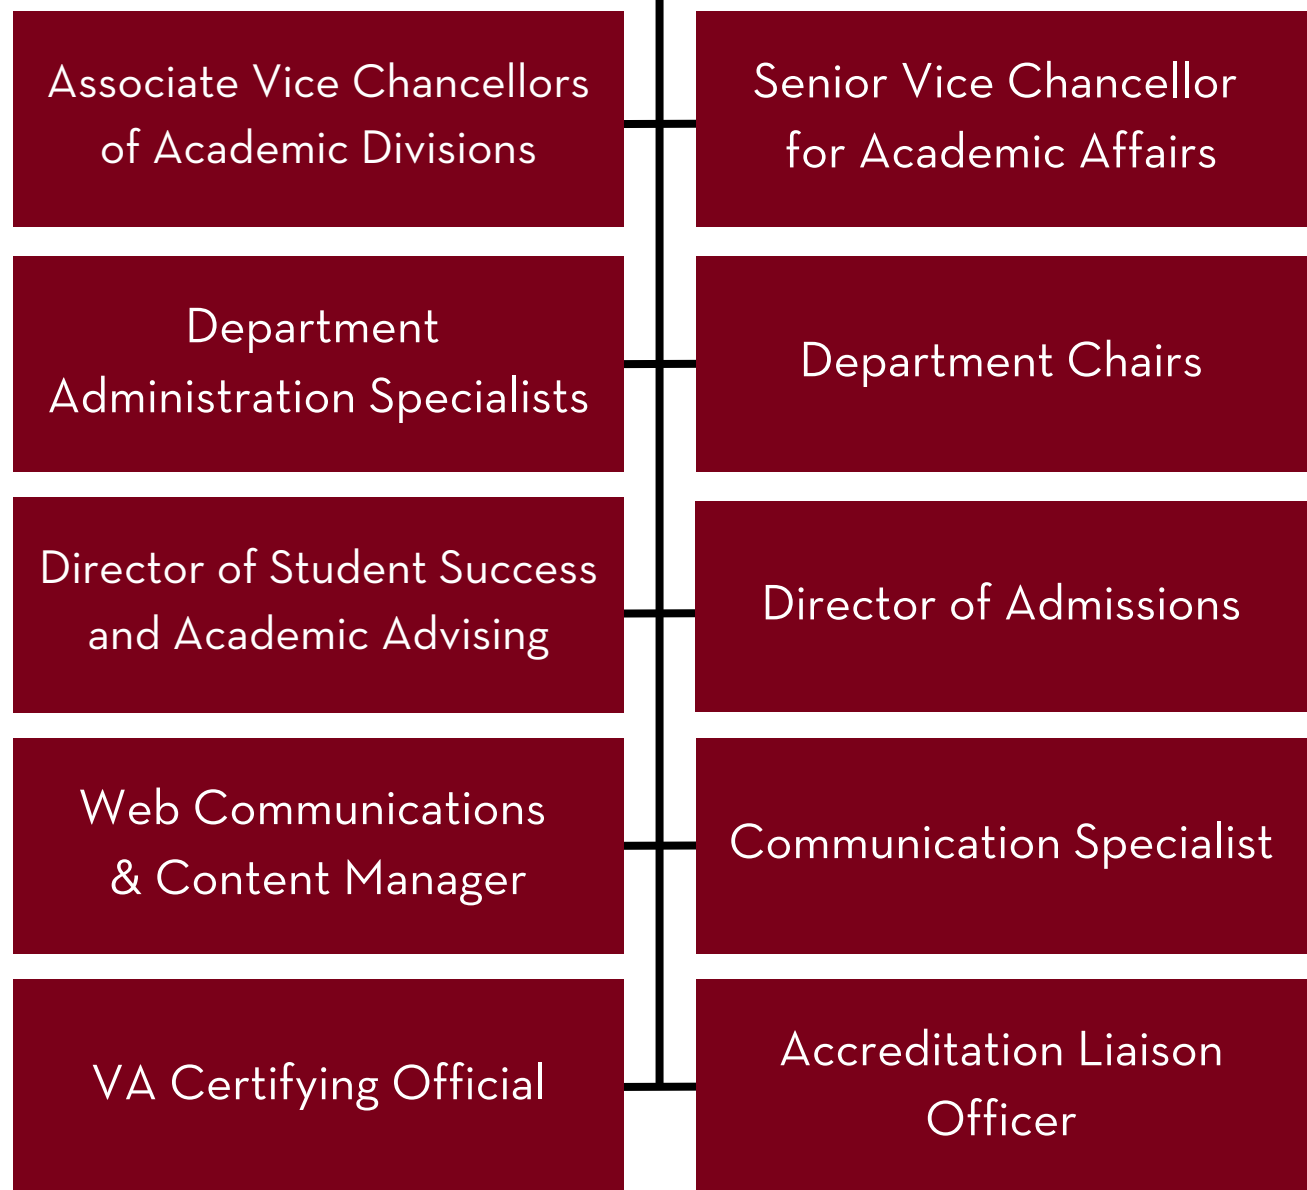 Associate Vice Chancellors
of Academic Divisions
Senior Vice Chancellor
for Academic Affairs
Department
Administration Specialists
Department Chairs
Director of Student Success
and Academic Advising
Director of Admissions
Web Communications
& Content Manager
Communication Specialist
VA Certifying Official
Accreditation Liaison
Officer